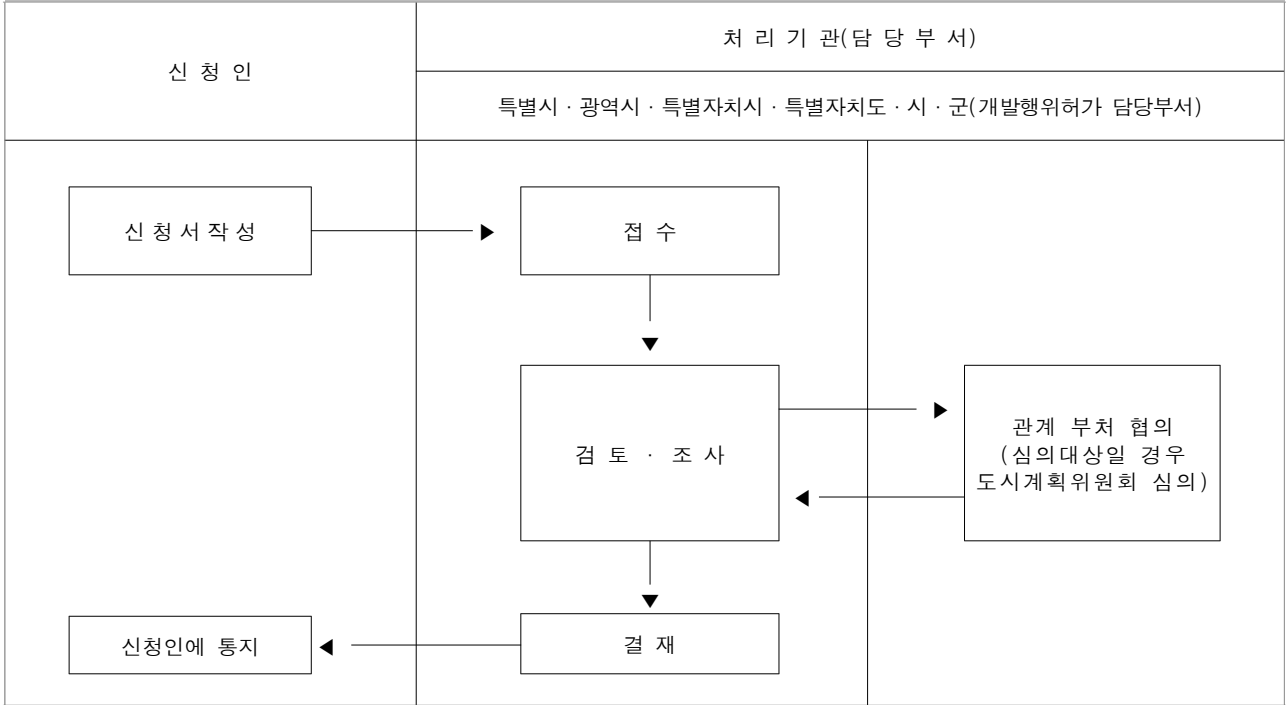 신 청 인
처 리 기 관(담 당 부 서)
특별시 · 광역시 · 특별자치시 · 특별자치도 · 시 · 군(개발행위허가 담당부서)
신 청 서 작 성
접 수
검 토 · 조 사
관계 부처 협의
(심의대상일 경우
도시계획위원회 심의)
신청인에 통지
결 재